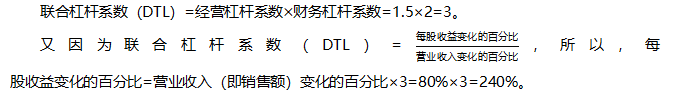 联合杠杆系数（DTL）=经营杠杆系数×财务杠杆系数=1.5×2=3。
又因为联合杠杆系数（DTL）=每股收益变化的百分比/营业收入变化的百分比，所以，每
股收益变化的百分比=营业收入（即销售额）变化的百分比×3=80%×3=240%。